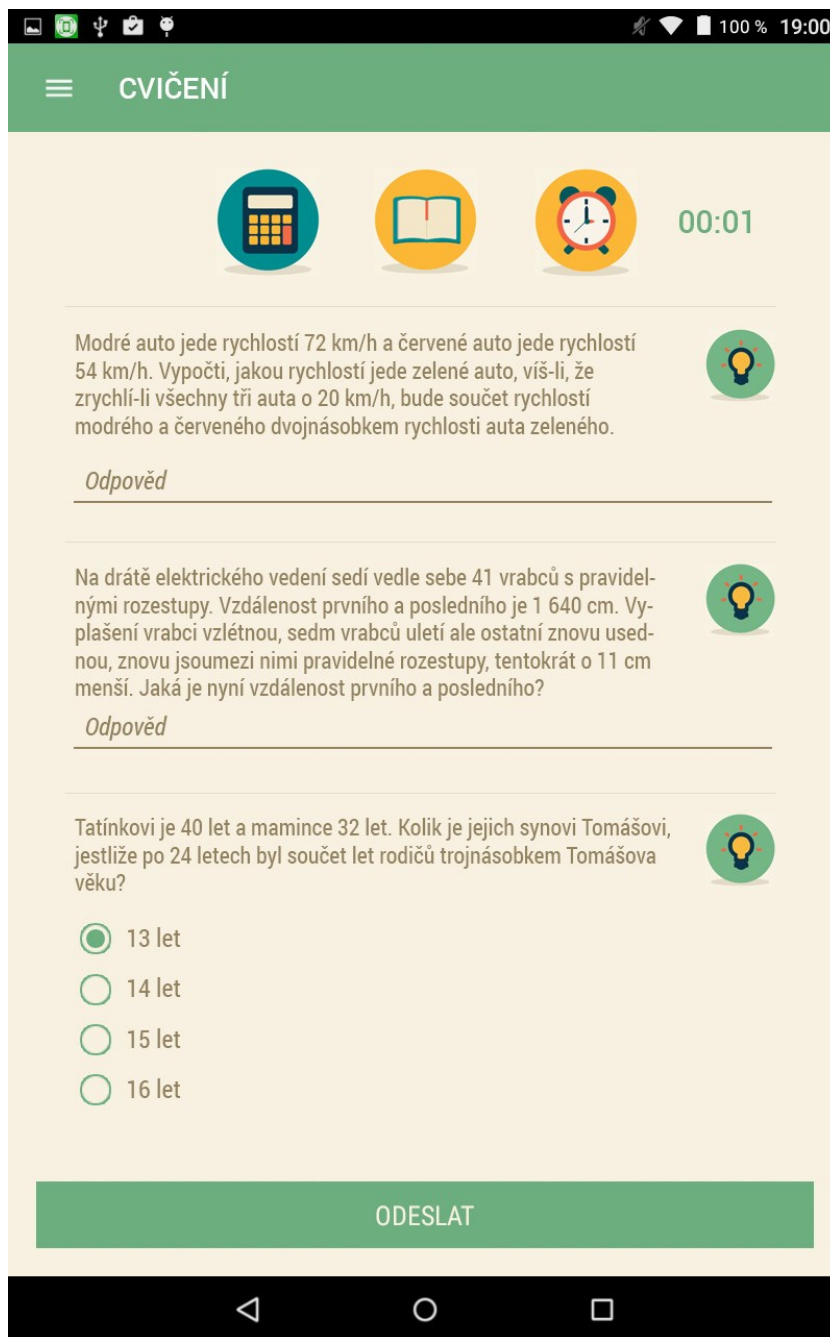 100 % 19:00
CVIČENÍ
00:01
Modré auto jede rychlostí 72 km/h a červené auto jede rychlostí
54 km/h. Vypočti, jakou rychlostí jede zelené auto, víš-li, že
zrychlí-li všechny tři auta o 20 km/h, bude součet rychlostí
modrého a červeného dvojnásobkem rychlosti auta zeleného.
Odpověd
Na drátě elektrického vedení sedí vedle sebe 41 vrabců s pravidel-
nými rozestupy. Vzdálenost prvního a posledního je 1 640 cm. Vy-
plašení vrabci vzlétnou, sedm vrabců uletí ale ostatní znovu used-
nou, znovu jsoumezi nimi pravidelné rozestupy, tentokrát o 11 cm
menší. Jaká je nyní vzdálenost prvního a posledního?
Odpověd
Tatínkovi je 40 let a mamince 32 let. Kolik je jejich synovi Tomášovi,
jestliže po 24 letech byl součet let rodičů trojnásobkem Tomášova
věku?
13 let
14 let
15 let
16 let
ODESLAT